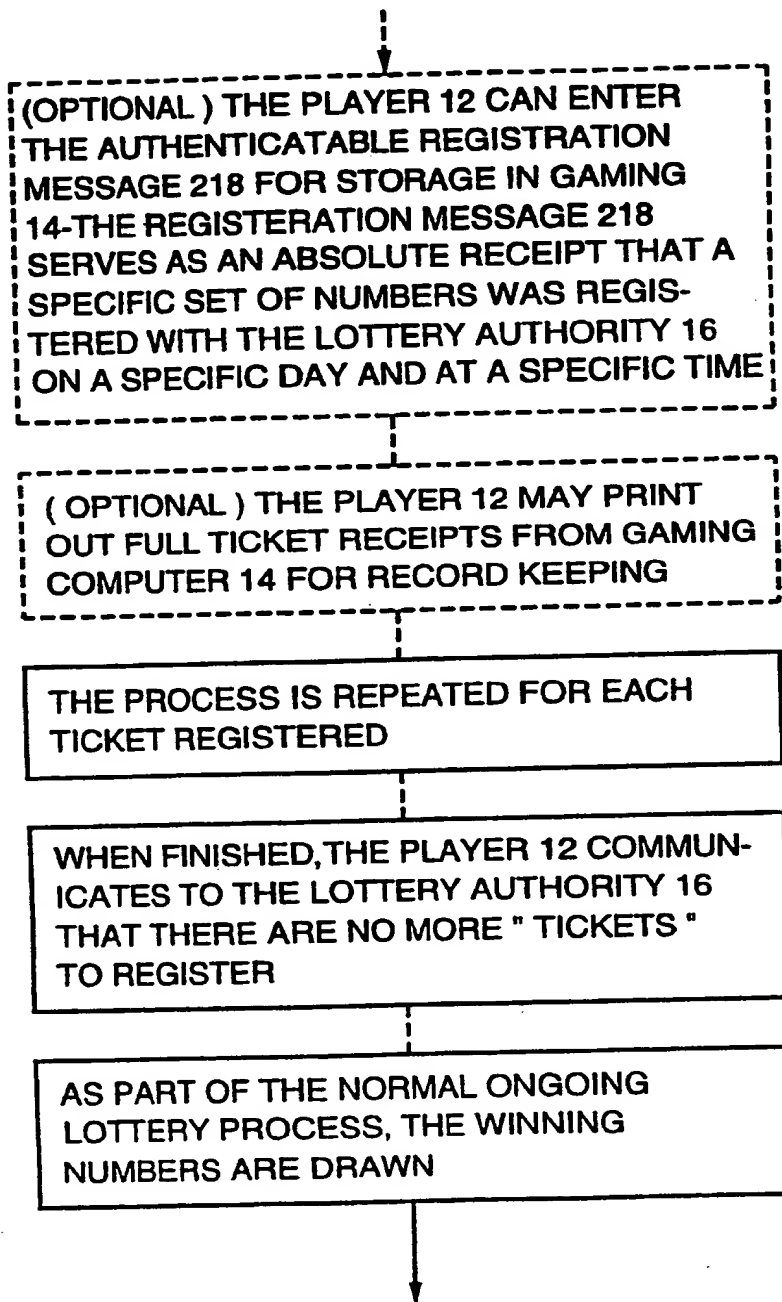 (OPTIONAL ) THE PLAYER 12 CAN ENTER
THE AUTHENTICATABLE REGISTRATION
MESSAGE 218 FOR STORAGE IN GAMING
14-THE REGISTERATION MESSAGE 218
SERVES AS AN ABSOLUTE RECEIPT THAT A
SPECIFIC SET OF NUMBERS WAS REGIS-
TERED WITH THE LOTTERY AUTHORITY 16
ON A SPECIFIC DAY AND AT A SPECIFIC TIME
( OPTIONAL ) THE PLAYER 12 MAY PRINT
OUT FULL TICKET RECEIPTS FROM GAMING
COMPUTER 14 FOR RECORD KEEPING
THE PROCESS IS REPEATED FOR EACH
TICKET REGISTERED
WHEN FINISHED,THE PLAYER 12 COMMUN-
ICATES TO THE LOTTERY AUTHORITY 16
THAT THERE ARE NO MORE " TICKETS "
TO REGISTER
AS PART OF THE NORMAL ONGOING
LOTTERY PROCESS, THE WINNING
NUMBERS ARE DRAWN